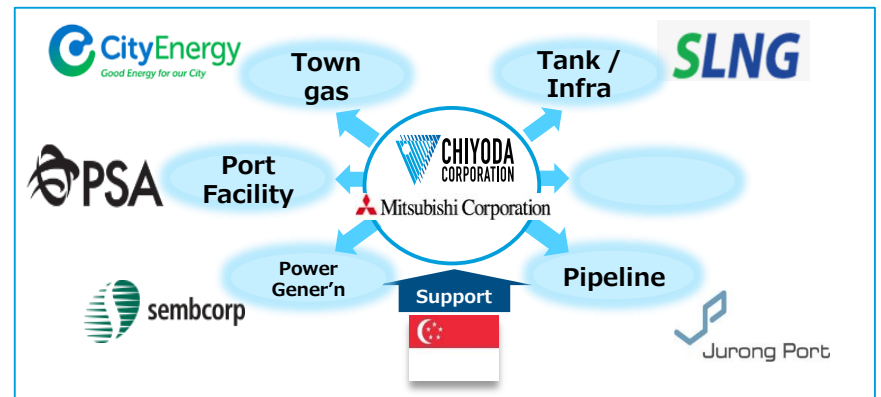 CityEnergy
Good Energy for our City
Town
gas
Tank /
Infra
SLNG
PSA
Port
Facility
CHIYODA
CORPORATION
Mitsubishi Corporation
sembcorp
Power
Gener'n
Support
Pipeline
Jurong Port